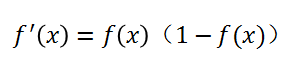 f′(x) = f(x)（1 − f(x)）